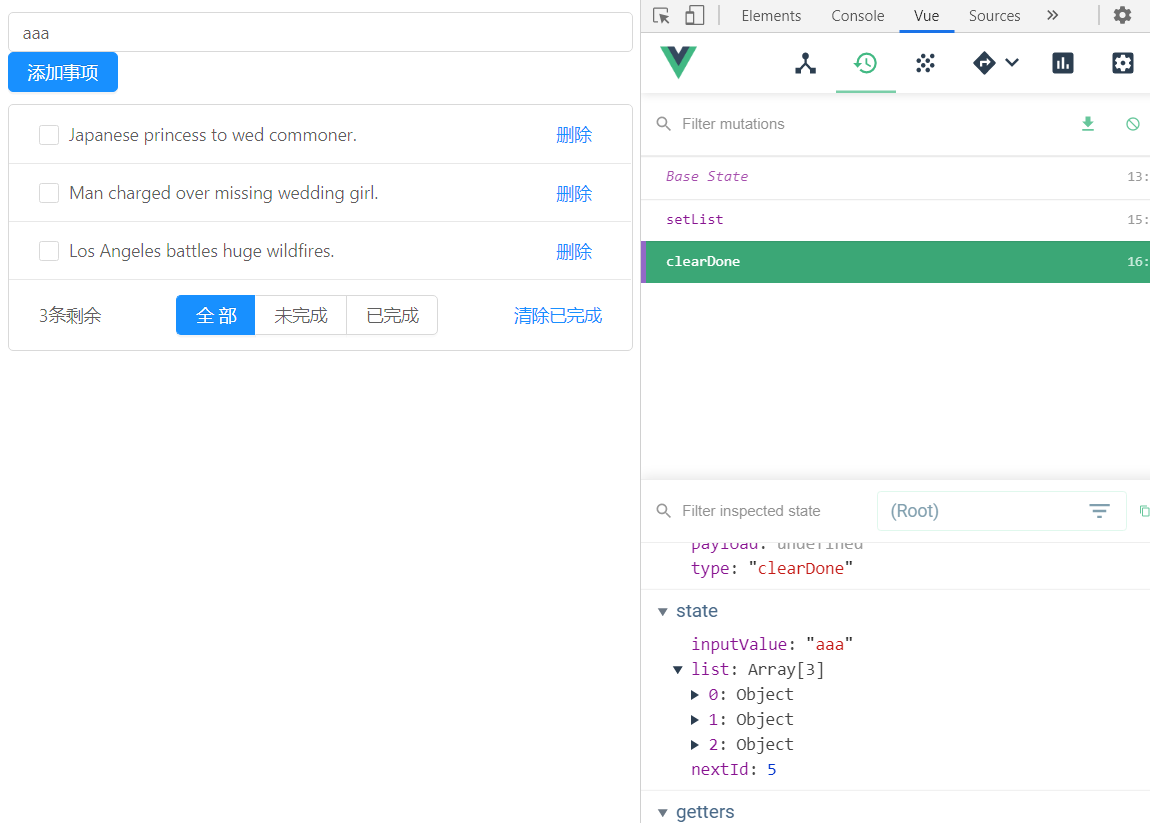 aaa
添加事项
Japanese princess to wed commoner.
删除
Man charged over missing wedding girl.
删除
Los Angeles battles huge wildfires.
删除
3条剩余
全 部
未完成
已完成
清除已完成
Elements Console Vue Sources
Filter mutations
Base State 13:
setList 15:
clearDone 16:
Filter inspected state
(Root)
payload: undefined
type: "clearDone"
state
inputValue: "aaa"
list: Array[3]
0: Object
1: Object
2: Object
nextId: 5
getters